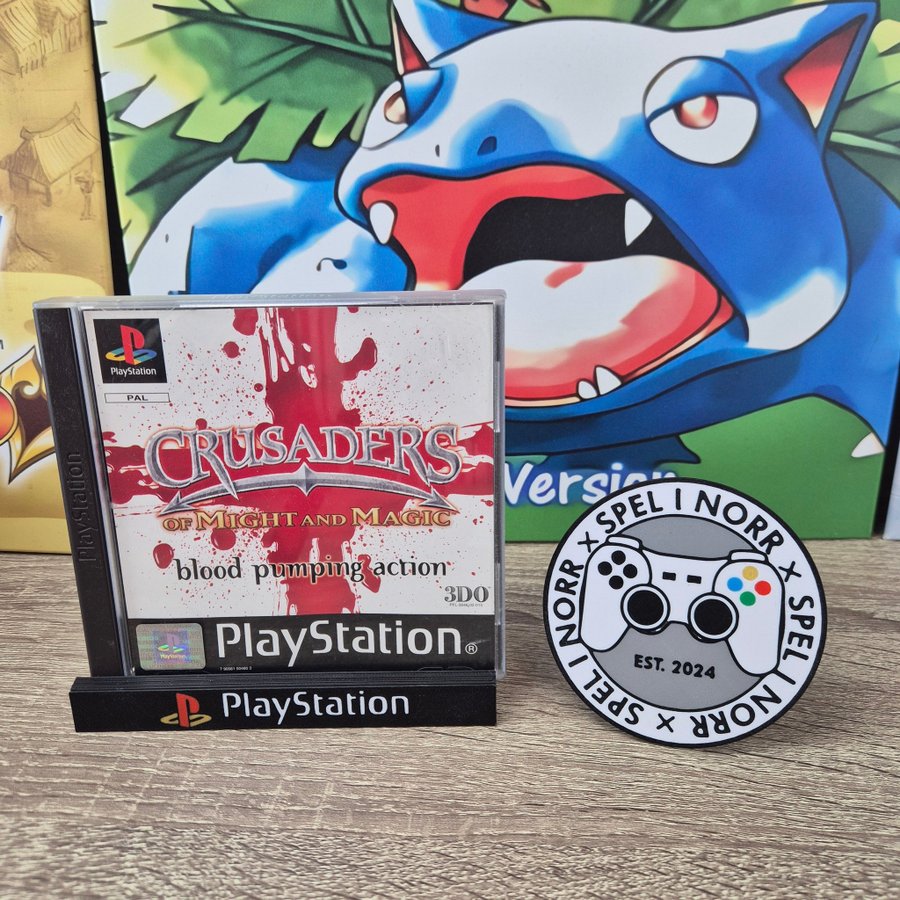 Version
PlayStation
PlayStation
PAL
CRUSADERS
OF MIGHT AND MAGIC
blood pumping action
3DO
PlayStation
PlayStation®
PlayStation
SPEL I NORR x SPEL I NORR x SPEL I NORR x
EST. 2024